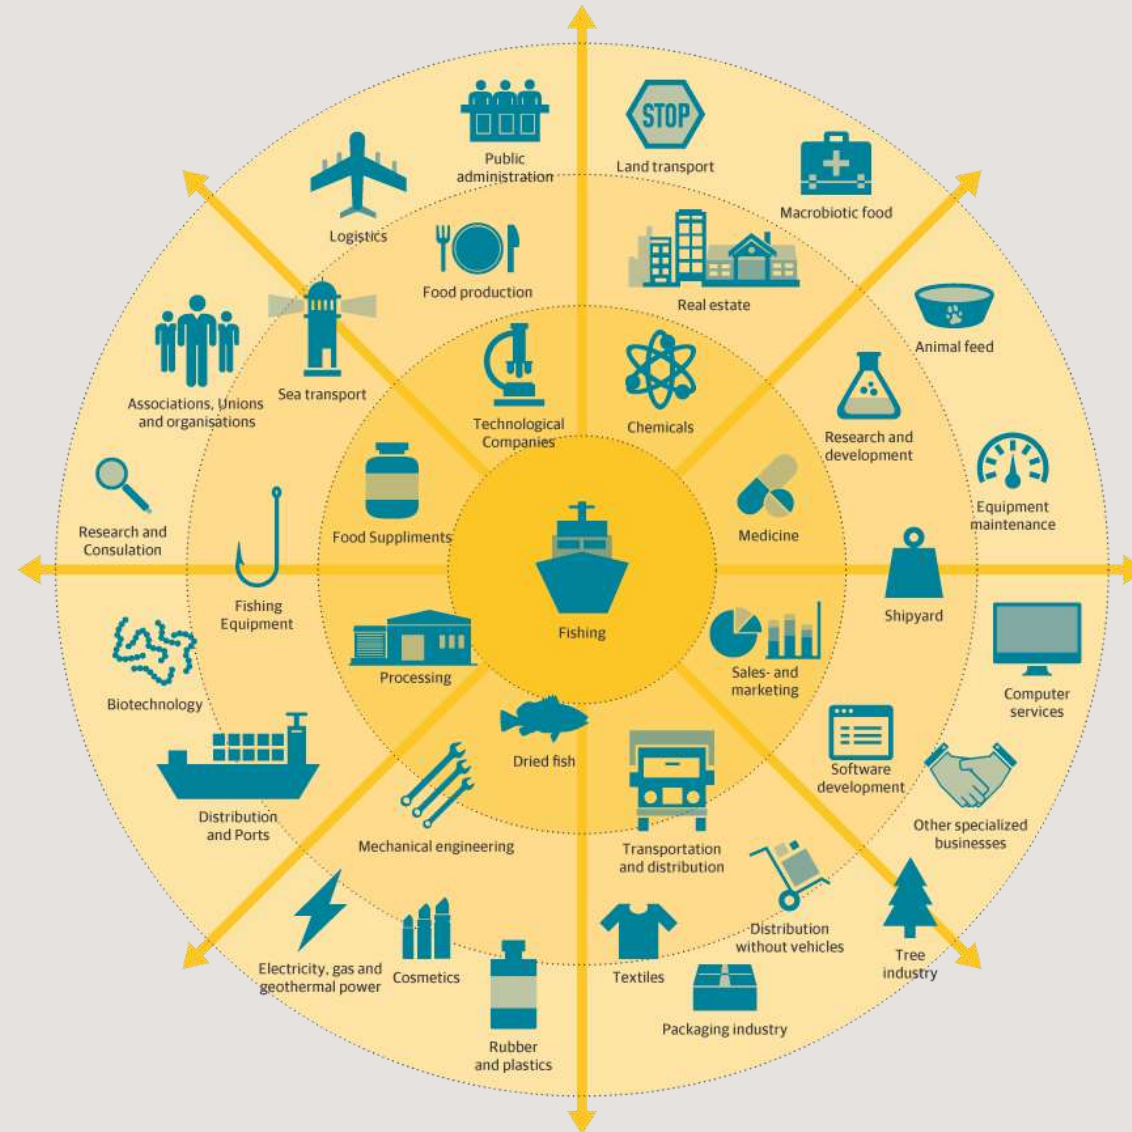 STOP
Public
administration
Land transport
Macrobiotic food
Logistics
Food production
Real estate
Animal feed
Associations, Unions
and organisations
Sea transport
Technological
Companies
Chemicals
Research and
development
Research and
Consulation
Food Suppliments
Medicine
Equipment
maintenance
Fishing
Equipment
Fishing
Shipyard
Biotechnology
Processing
Sales- and
marketing
Computer
services
Dried fish
Software
development
Distribution
and Ports
Mechanical engineering
Transportation
and distribution
Other specialized
businesses
Electricity, gas and
geothermal power
Cosmetics
Textiles
Distribution
without vehicles
Tree
industry
Rubber
and plastics
Packaging industry